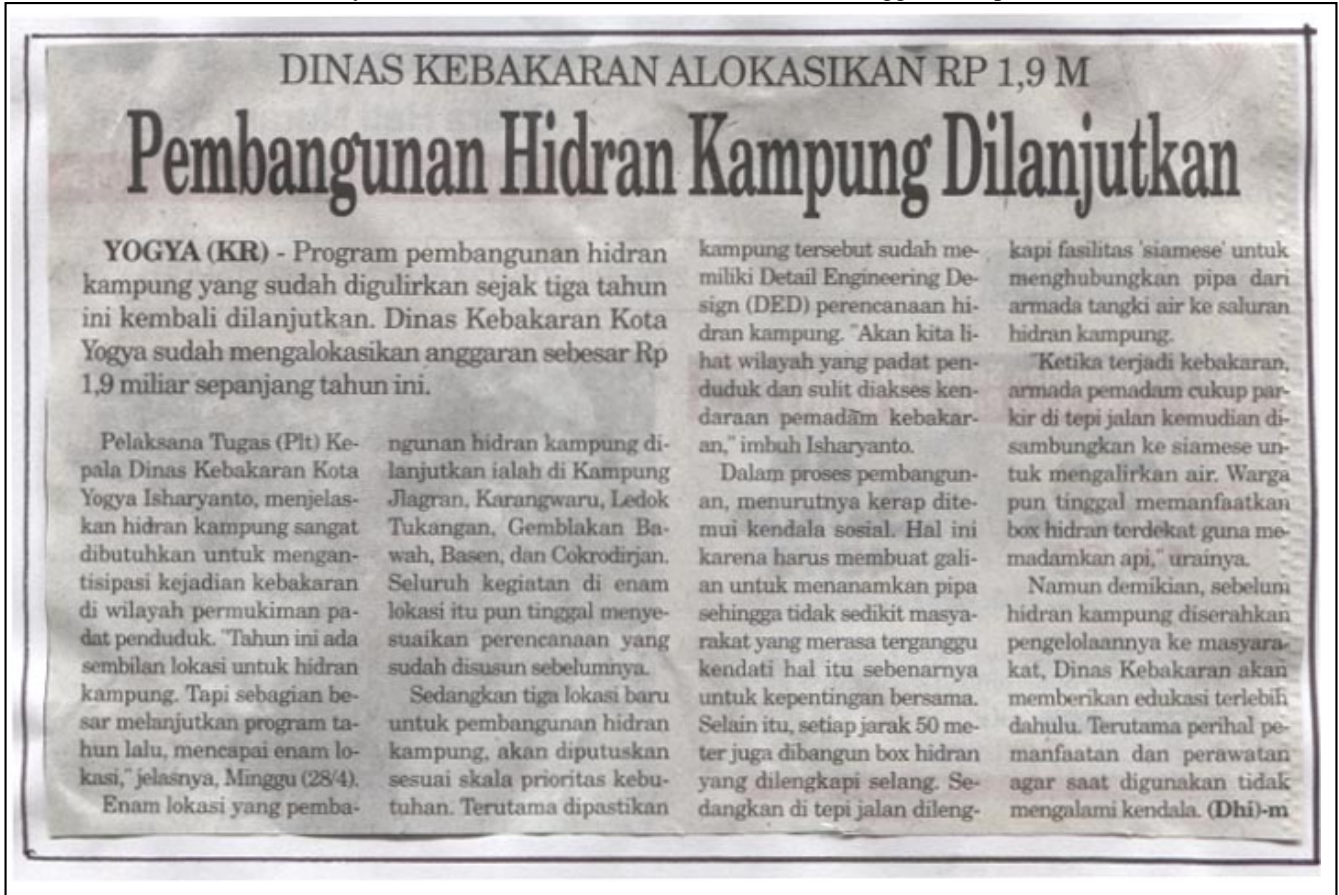 DINAS KEBAKARAN ALOKASIKAN RP 1,9 M
Pembangunan Hidran Kampung Dilanjutkan
YOGYA (KR) - Program pembangunan hidran
kampung yang sudah digulirkan sejak tiga tahun
ini kembali dilanjutkan. Dinas Kebakaran Kota
Yogya sudah mengalokasikan anggaran sebesar Rp
1,9 miliar sepanjang tahun ini.
Pelaksana Tugas (Plt) Ke-
pala Dinas Kebakaran Kota
Yogya Isharyanto, menjelas-
kan hidran kampung sangat
dibutuhkan untuk mengan-
tisipasi kejadian kebakaran
di wilayah permukiman pa-
dat penduduk. "Tahun ini ada
sembilan lokasi untuk hidran
kampung. Tapi sebagian be-
sar melanjutkan program ta-
hun lalu, mencapai enam lo-
kasi," jelasnya, Minggu (28/4).
Enam lokasi yang pemba-
ngunan hidran kampung di-
lanjutkan ialah di Kampung
Jlagran, Karangwaru, Ledok
Tukangan, Gemblakan Ba-
wah, Basen, dan Cokrodirjan.
Seluruh kegiatan di enam
lokasi itu pun tinggal menye-
suaikan perencanaan yang
sudah disusun sebelumnya.
Sedangkan tiga lokasi baru
untuk pembangunan hidran
kampung, akan diputuskan
sesuai skala prioritas kebu-
tuhan. Terutama dipastikan
kampung tersebut sudah me-
miliki Detail Engineering De-
sign (DED) perencanaan hi-
dran kampung. "Akan kita li-
hat wilayah yang padat pen-
duduk dan sulit diakses ken-
daraan pemadam kebakar-
an," imbuh Isharyanto.
Dalam proses pembangun-
an, menurutnya kerap dite-
mui kendala sosial. Hal ini
karena harus membuat gali-
an untuk menanamkan pipa
sehingga tidak sedikit masya-
rakat yang merasa terganggu
kendati hal itu sebenarnya
untuk kepentingan bersama.
Selain itu, setiap jarak 50 me-
ter juga dibangun box hidran
yang dilengkapi selang. Se-
dangkan di tepi jalan dileng-
kapi fasilitas 'siamese' untuk
menghubungkan pipa dari
armada tangki air ke saluran
hidran kampung.
"Ketika terjadi kebakaran,
armada pemadam cukup par-
kir di tepi jalan kemudian di-
sambungkan ke siamese un-
tuk mengalirkan air. Warga
pun tinggal memanfaatkan
box hidran terdekat guna me-
madamkan api," urainya.
Namun demikian, sebelum
hidran kampung diserahkan
pengelolaannya ke masyara-
kat, Dinas Kebakaran akan
memberikan edukasi terlebih
dahulu. Terutama perihal pe-
manfaatan dan perawatan
agar saat digunakan tidak
mengalami kendala. (Dhi)-m